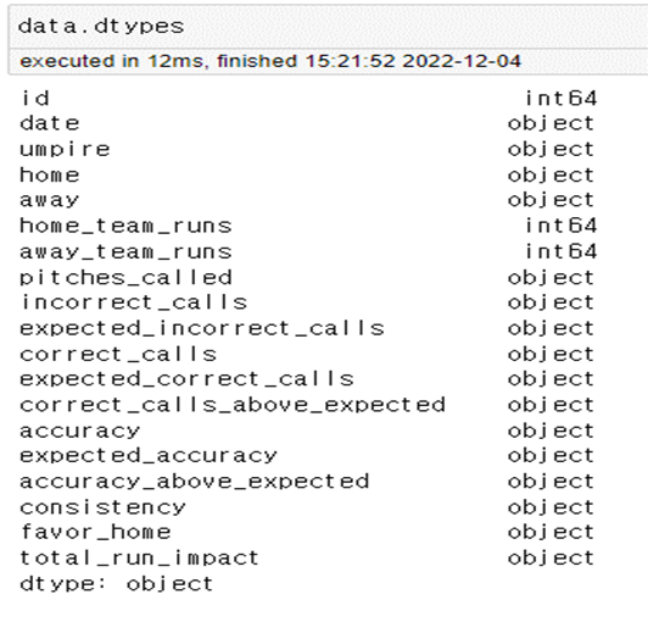 data.dtypes
executed in 12ms, finished 15:21:52 2022-12-04
id int64
date object
umpire object
home object
away object
home_team_runs int64
away_team_runs int64
pitches_called object
incorrect_calls object
expected_incorrect_calls object
correct_calls object
expected_correct_calls object
correct_calls_above_expected object
accuracy object
expected_accuracy object
accuracy_above_expected object
consistency object
favor_home object
total_run_impact object
dtype: object